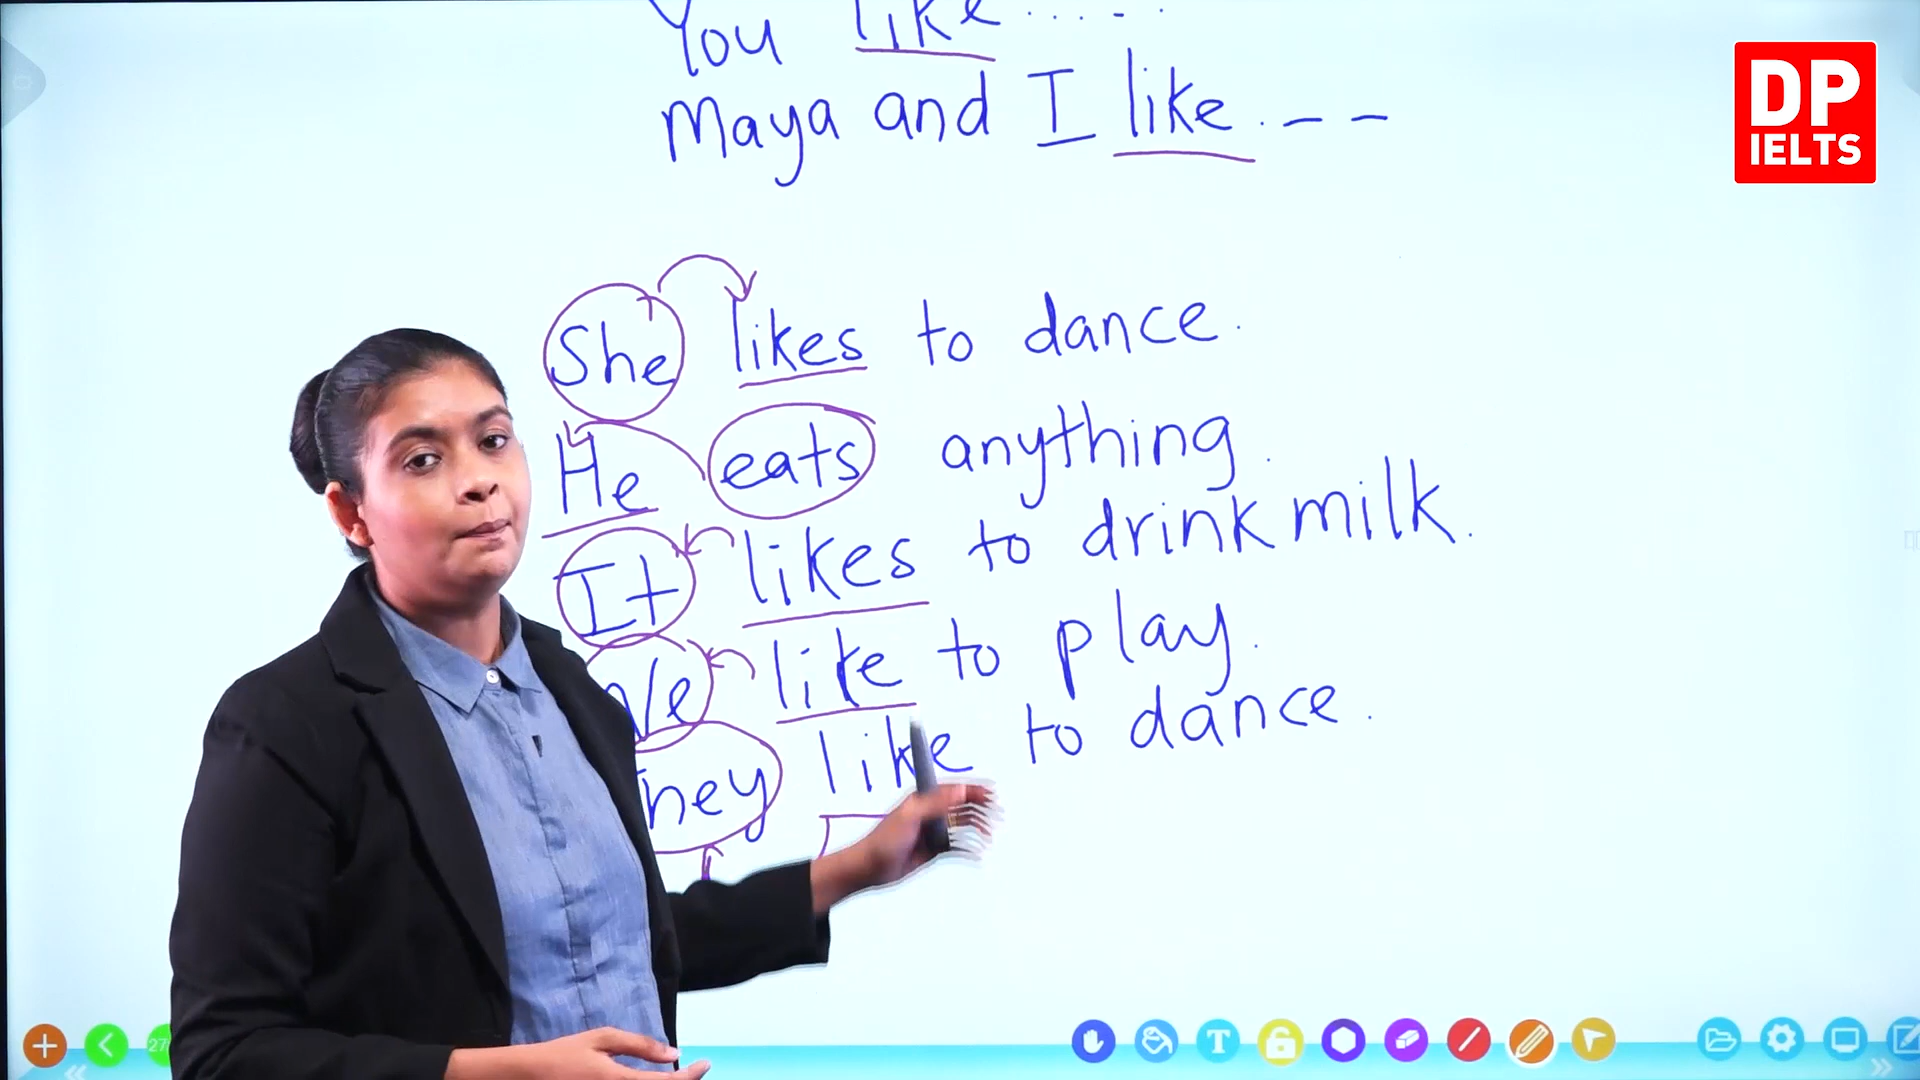 You like.....
Maya and I like. – –
DP
IELTS
She likes to dance.
He eats anything.
It likes to drink milk.
We like to play.
They like to dance.
T